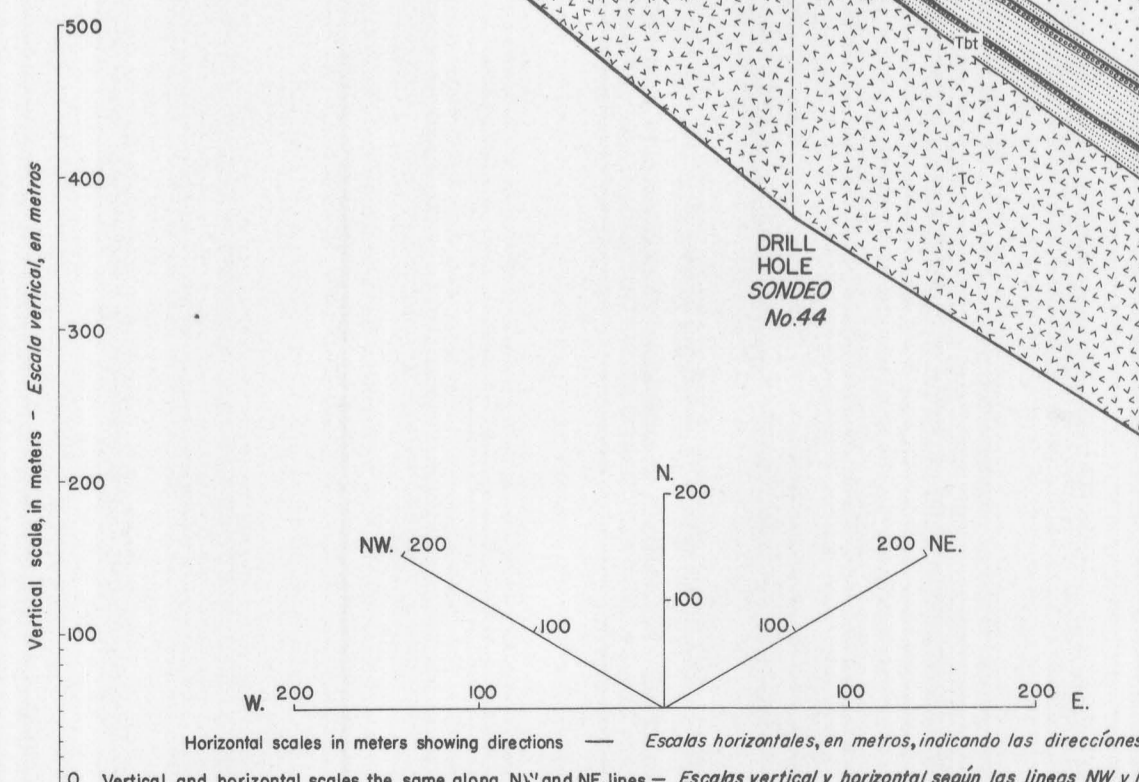 500
Tbt
400
Tc
DRILL
HOLE
SONDEO
No.44
300
Vertical scale, in meters - Escala vertical, en metros
200
N.
200
NW. 200
200 NE.
100
100
100
100
W. 200
100
100
200 E.
Horizontal scales in meters showing directions — Escalas horizontales, en metros, indicando las direcciones
0
Vertical and horizontal scales the same along NW and NE lines — Escalas vertical y horizontal según las lineas NW y